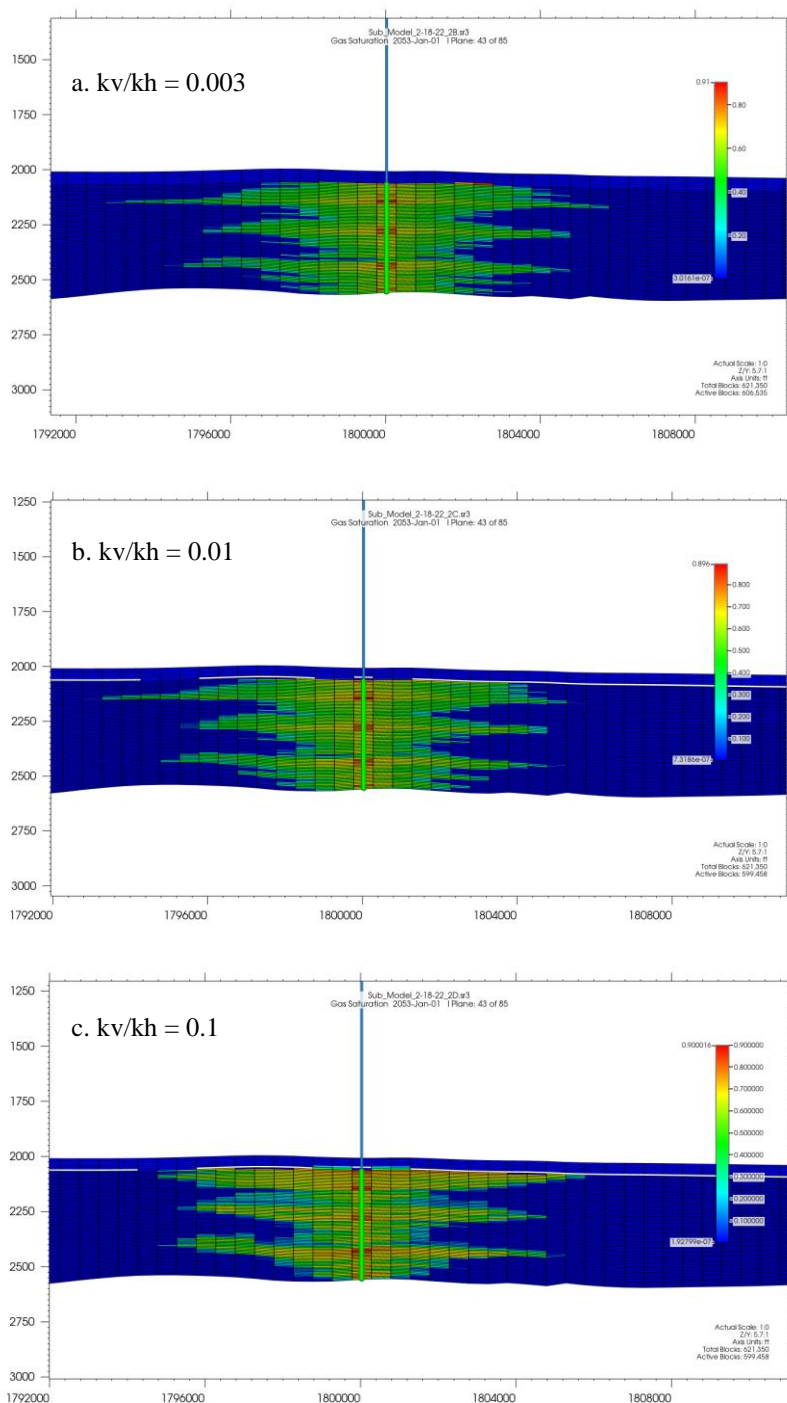 Sub_Model_2-18-22_2B.sr3
Gas Saturation 2053-Jan-01 I Plane: 43 of 85
a. kv/kh = 0.003
1500
1750
2000
2250
2500
2750
3000
0.91
0.80
0.60
0.40
0.20
3.0161e-07
Actual Scale: 1:0
Z/Y: 5.7:1
Axis Units: ft
Total Blocks: 621,350
Active Blocks: 606,535
1792000 1796000 1800000 1804000 1808000
Sub_Model_2-18-22_2C.sr3
Gas Saturation 2053-Jan-01 I Plane: 43 of 85
b. kv/kh = 0.01
1250
1500
1750
2000
2250
2500
2750
3000
0.896
0.800
0.700
0.600
0.500
0.400
0.300
0.200
0.100
7.3186e-07
Actual Scale: 1:0
Z/Y: 5.7:1
Axis Units: ft
Total Blocks: 621,350
Active Blocks: 599,458
1792000 1796000 1800000 1804000 1808000
Sub_Model_2-18-22_2D.sr3
Gas Saturation 2053-Jan-01 I Plane: 43 of 85
c. kv/kh = 0.1
1250
1500
1750
2000
2250
2500
2750
3000
0.900016 0.900000
0.800000
0.700000
0.600000
0.500000
0.400000
0.300000
0.200000
0.100000
1.92799e-07
Actual Scale: 1:0
Z/Y: 5.7:1
Axis Units: ft
Total Blocks: 621,350
Active Blocks: 599,458
1792000 1796000 1800000 1804000 1808000